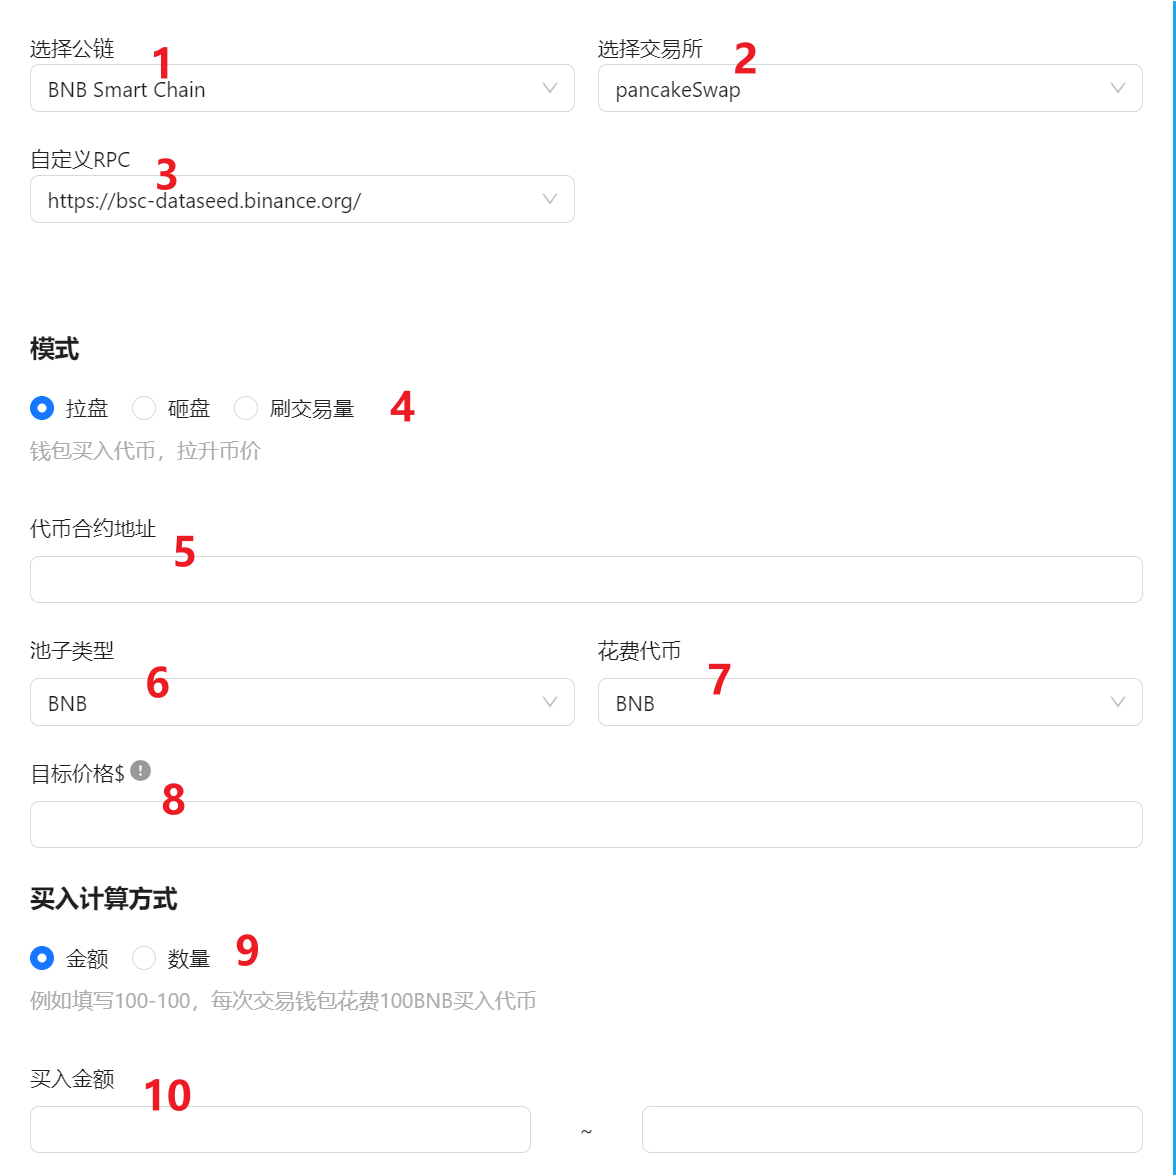 选择公链 1
BNB Smart Chain
选择交易所 2
pancakeSwap
自定义RPC 3
https://bsc-dataseed.binance.org/
模式
拉盘 砸盘 刷交易量 4
钱包买入代币，拉升币价
代币合约地址 5
池子类型 6
BNB
花费代币 7
BNB
目标价格$ ! 8
买入计算方式
金额 数量 9
例如填写100-100，每次交易钱包花费100BNB买入代币
买入金额 10
~